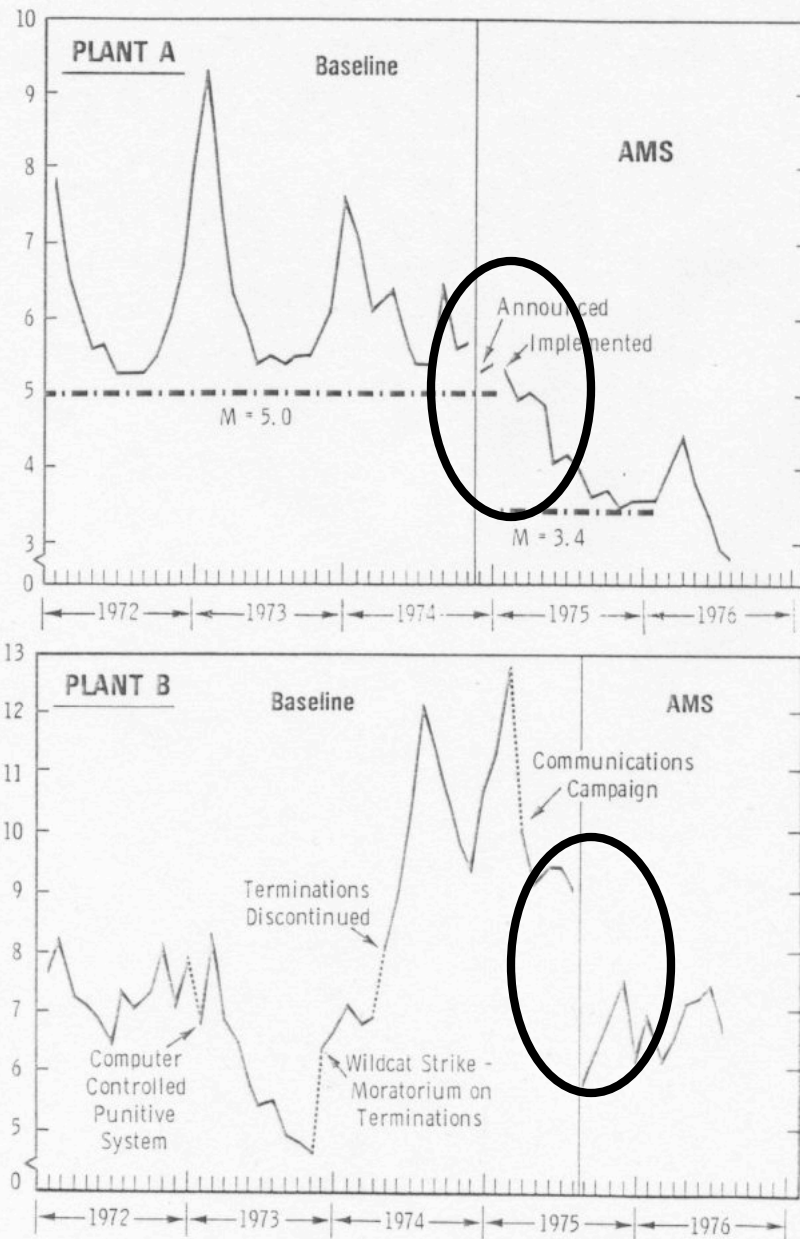 10
PLANT A
Baseline
9
AMS
8
7
6
Announced
Implemented
5
M = 5.0
4
M = 3.4
3
0
1972
1973
1974
1975
1976
13
PLANT B
Baseline
AMS
12
11
Communications
Campaign
10
9
Terminations
Discontinued
8
7
Computer
Controlled
Punitive
System
Wildcat Strike -
Moratorium on
Terminations
6
5
0
1972
1973
1974
1975
1976